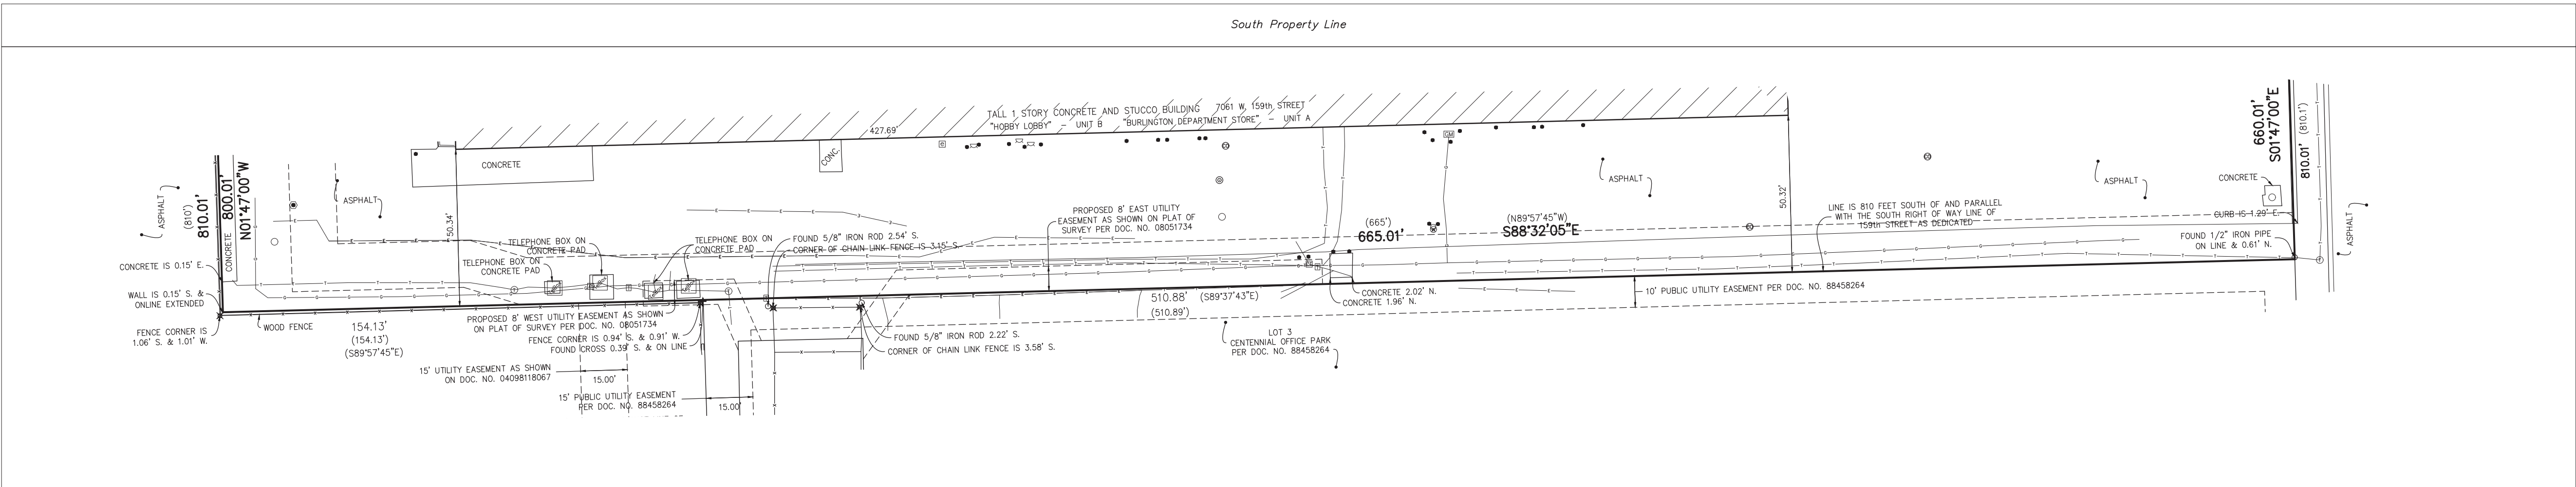 South Property Line
TALL 1 STORY CONCRETE AND STUCCO BUILDING 7061 W. 159th STREET
"HOBBY LOBBY" - UNIT B "BURLINGTON DEPARTMENT STORE" - UNIT A
427.69'
CONCRETE
CONC.
ASPHALT
(810')
810.01'
CONCRETE
800.01'
N01°47'00"W
ASPHALT
50.34'
CONCRETE IS 0.15' E.
WALL IS 0.15' S. &
ONLINE EXTENDED
FENCE CORNER IS
1.06' S. & 1.01' W.
WOOD FENCE
154.13'
(154.13')
(S89°57'45"E)
TELEPHONE BOX ON
CONCRETE PAD
TELEPHONE BOX ON
CONCRETE PAD
TELEPHONE BOX ON
CONCRETE PAD
FOUND 5/8" IRON ROD 2.54' S.
CORNER OF CHAIN LINK FENCE IS 3.15' S.
PROPOSED 8' WEST UTILITY EASEMENT AS SHOWN
ON PLAT OF SURVEY PER DOC. NO. 08051734
FENCE CORNER IS 0.94' S. & 0.91' W.
FOUND CROSS 0.39' S. & ON LINE
15' UTILITY EASEMENT AS SHOWN
ON DOC. NO. 04098118067
15.00'
15' PUBLIC UTILITY EASEMENT
PER DOC. NO. 88458264
15.00'
FOUND 5/8" IRON ROD 2.22' S.
CORNER OF CHAIN LINK FENCE IS 3.58' S.
PROPOSED 8' EAST UTILITY
EASEMENT AS SHOWN ON PLAT OF
SURVEY PER DOC. NO. 08051734
510.88' (S89°37'43"E)
(510.89')
LOT 3
CENTENNIAL OFFICE PARK
PER DOC. NO. 88458264
CONCRETE 2.02' N.
CONCRETE 1.96' N.
GM
(665')
665.01'
(N89°57'45"W)
S88°32'05"E
ASPHALT
10' PUBLIC UTILITY EASEMENT PER DOC. NO. 88458264
50.32'
LINE IS 810 FEET SOUTH OF AND PARALLEL
WITH THE SOUTH RIGHT OF WAY LINE OF
159th STREET AS DEDICATED
ASPHALT
CONCRETE
CURB IS 1.29' E.
FOUND 1/2" IRON PIPE
ON LINE & 0.61' N.
660.01'
S01°47'00"E
810.01' (810.1')
ASPHALT